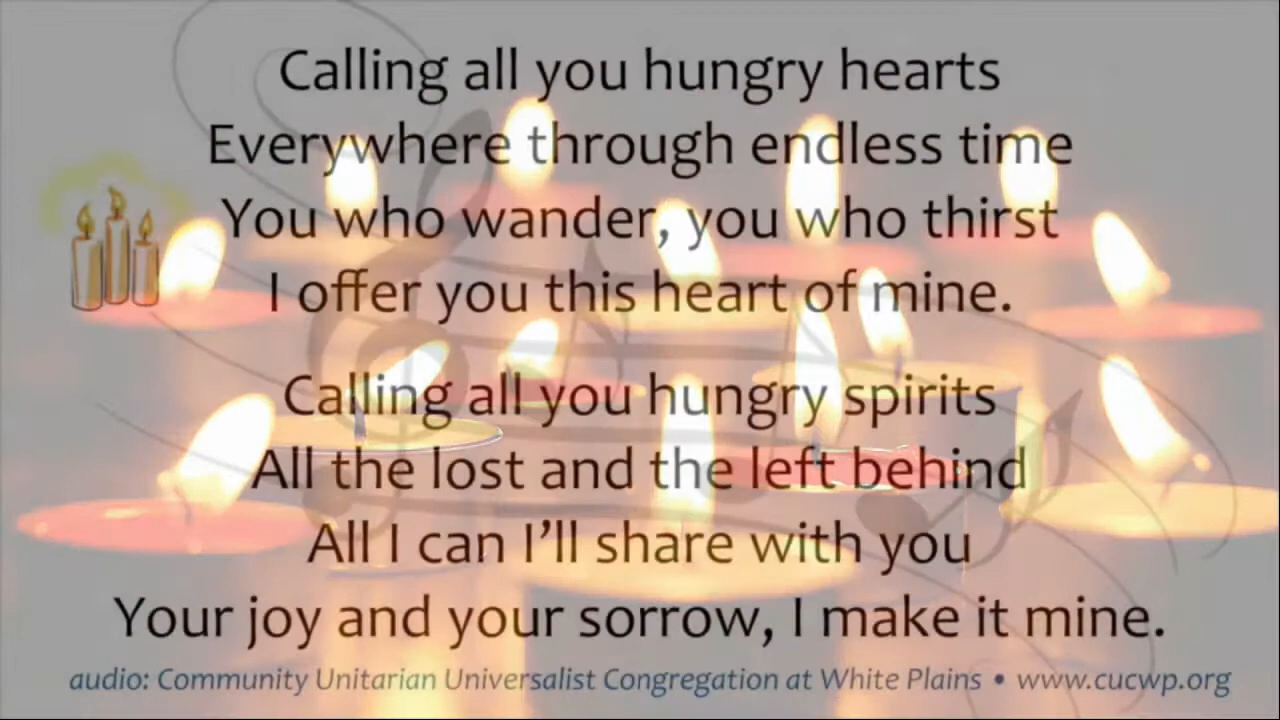 Calling all you hungry hearts
Everywhere through endless time
You who wander, you who thirst
I offer you this heart of mine.
Calling all you hungry spirits
All the lost and the left behind
All I can I’ll share with you
Your joy and your sorrow, I make it mine.
audio: Community Unitarian Universalist Congregation at White Plains • www.cucwp.org